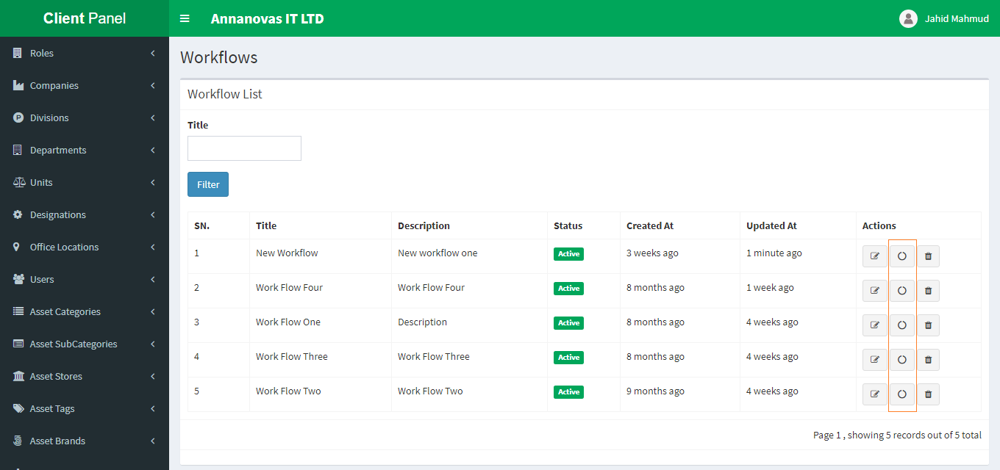 Client Panel
Annanovas IT LTD
Jahid Mahmud
Roles
Companies
Divisions
Departments
Units
Designations
Office Locations
Users
Asset Categories
Asset SubCategories
Asset Stores
Asset Tags
Asset Brands
Workflows
Workflow List
Title
Filter
SN. Title Description Status Created At Updated At Actions
1 New Workflow New workflow one Active 3 weeks ago 1 minute ago
2 Work Flow Four Work Flow Four Active 8 months ago 1 week ago
3 Work Flow One Description Active 8 months ago 4 weeks ago
4 Work Flow Three Work Flow Three Active 8 months ago 4 weeks ago
5 Work Flow Two Work Flow Two Active 9 months ago 4 weeks ago
Page 1 , showing 5 records out of 5 total